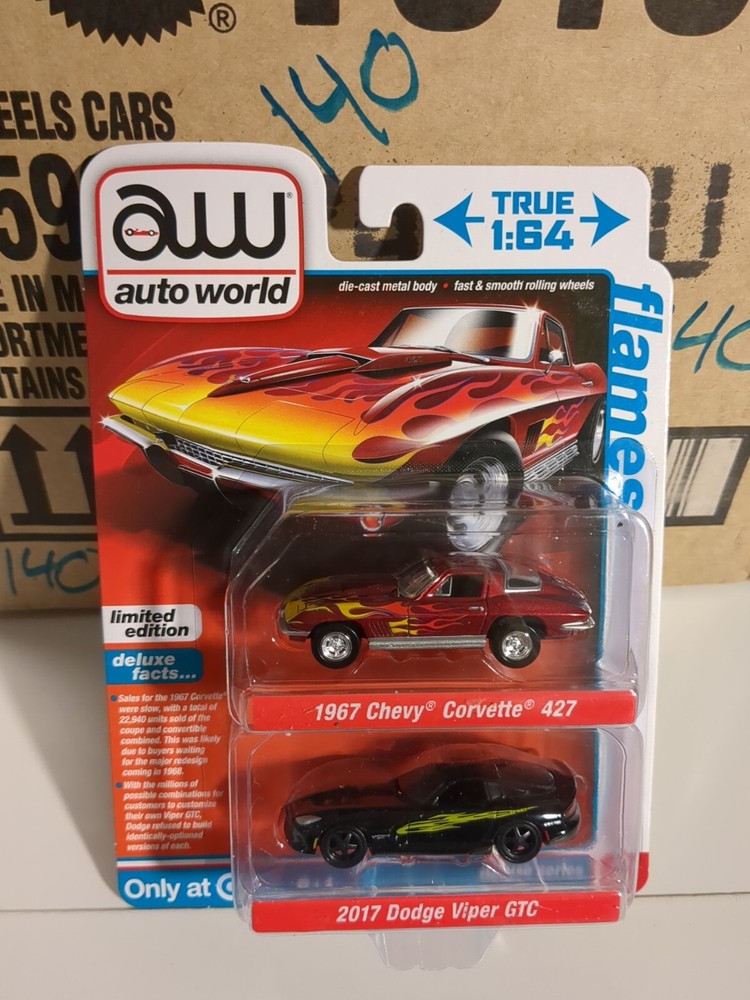 ®
140
EELS CARS
59
E IN M
ORTME
TAINS
140
140
aw®
auto world
TRUE
1:64
die-cast metal body • fast & smooth rolling wheels
flames
limited
edition
deluxe
facts...
• Sales for the 1967 Corvette®
were slow, with a total of
22,940 units sold of the
coupe and convertible
combined. This was likely
due to buyers waiting
for the major redesign
coming in 1968.
• With the millions of
possible combinations for
customers to customize
their own Viper GTC,
Dodge refused to build
identically-optioned
versions of each.
Only at
1967 Chevy® Corvette® 427
2017 Dodge Viper GTC